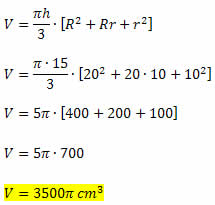 V = πh/3 · [R² + Rr + r²]
V = π · 15/3 · [20² + 20 · 10 + 10²]
V = 5π · [400 + 200 + 100]
V = 5π · 700
V = 3500π cm³